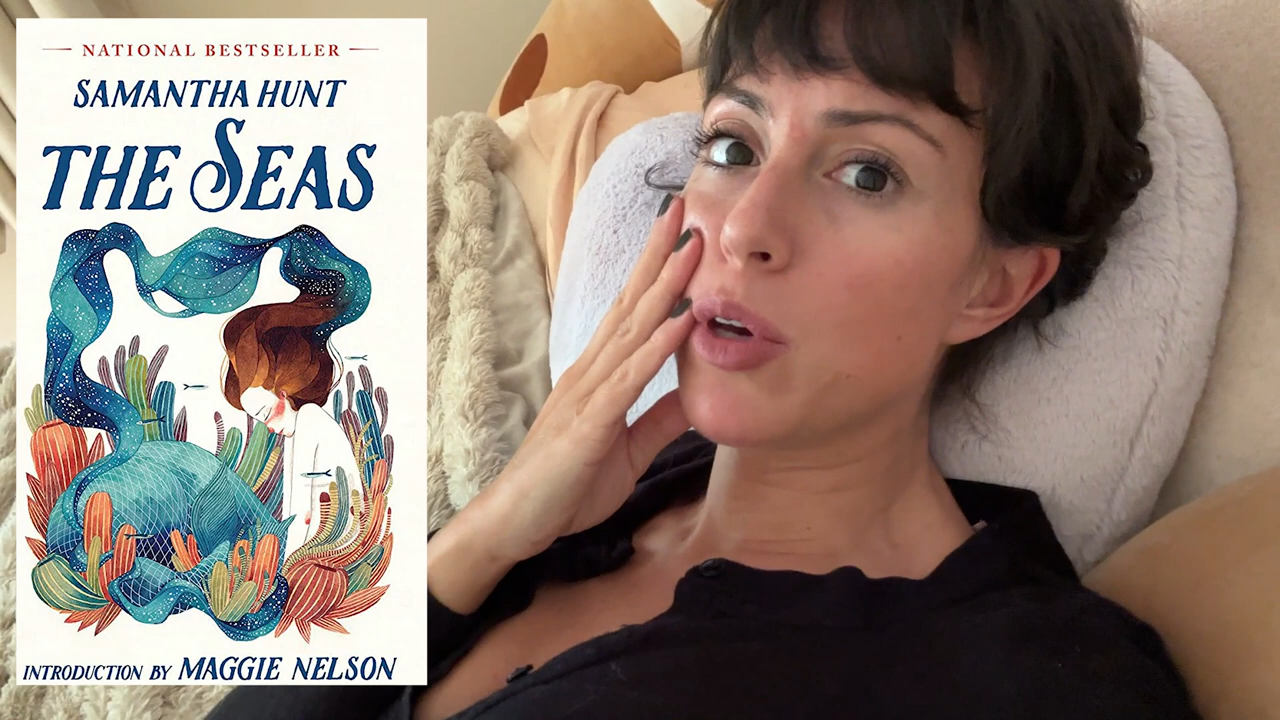 NATIONAL BESTSELLER
SAMANTHA HUNT
THE SEAS
INTRODUCTION BY MAGGIE NELSON